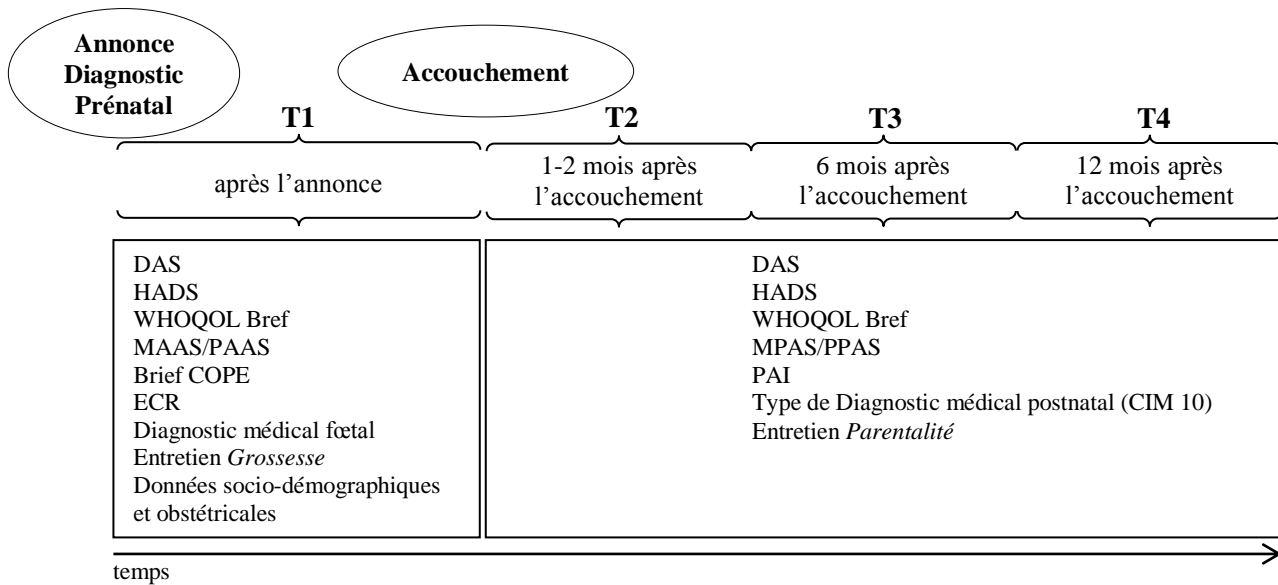 Annonce
Diagnostic
Prénatal
Accouchement
T1
T2
T3
T4
après l’annonce
1-2 mois après
l’accouchement
6 mois après
l’accouchement
12 mois après
l’accouchement
DAS
HADS
WHOQOL Bref
MAAS/PAAS
Brief COPE
ECR
Diagnostic médical fœtal
Entretien Grossesse
Données socio-démographiques
et obstétricales
DAS
HADS
WHOQOL Bref
MPAS/PPAS
PAI
Type de Diagnostic médical postnatal (CIM 10)
Entretien Parentalité
temps